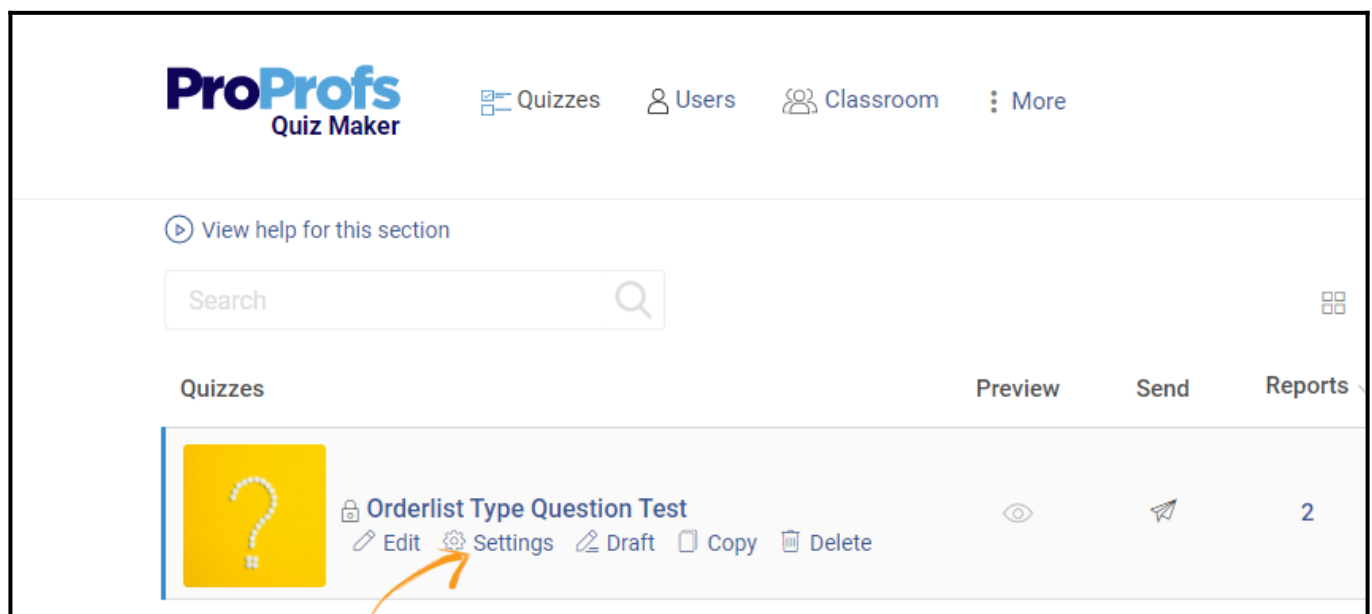 ProProfs
Quiz Maker
Quizzes Users Classroom More
View help for this section
Search
Quizzes Preview Send Reports
Orderlist Type Question Test
2
Edit Settings Draft Copy Delete